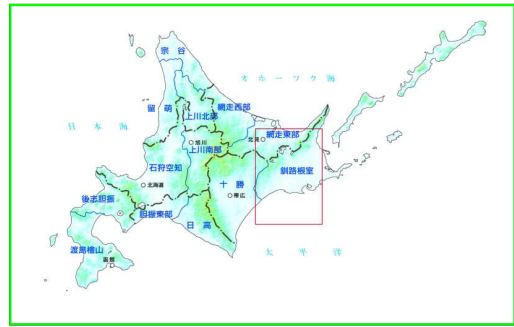 宗谷
オホーツク海
留萌
網走西部
上川北部
日本海
網走東部
北見
旭川
上川南部
石狩空知
釧路根室
北海道
十勝
後志胆振
帯広
胆振東部
日高
渡島檜山
太平洋
函館